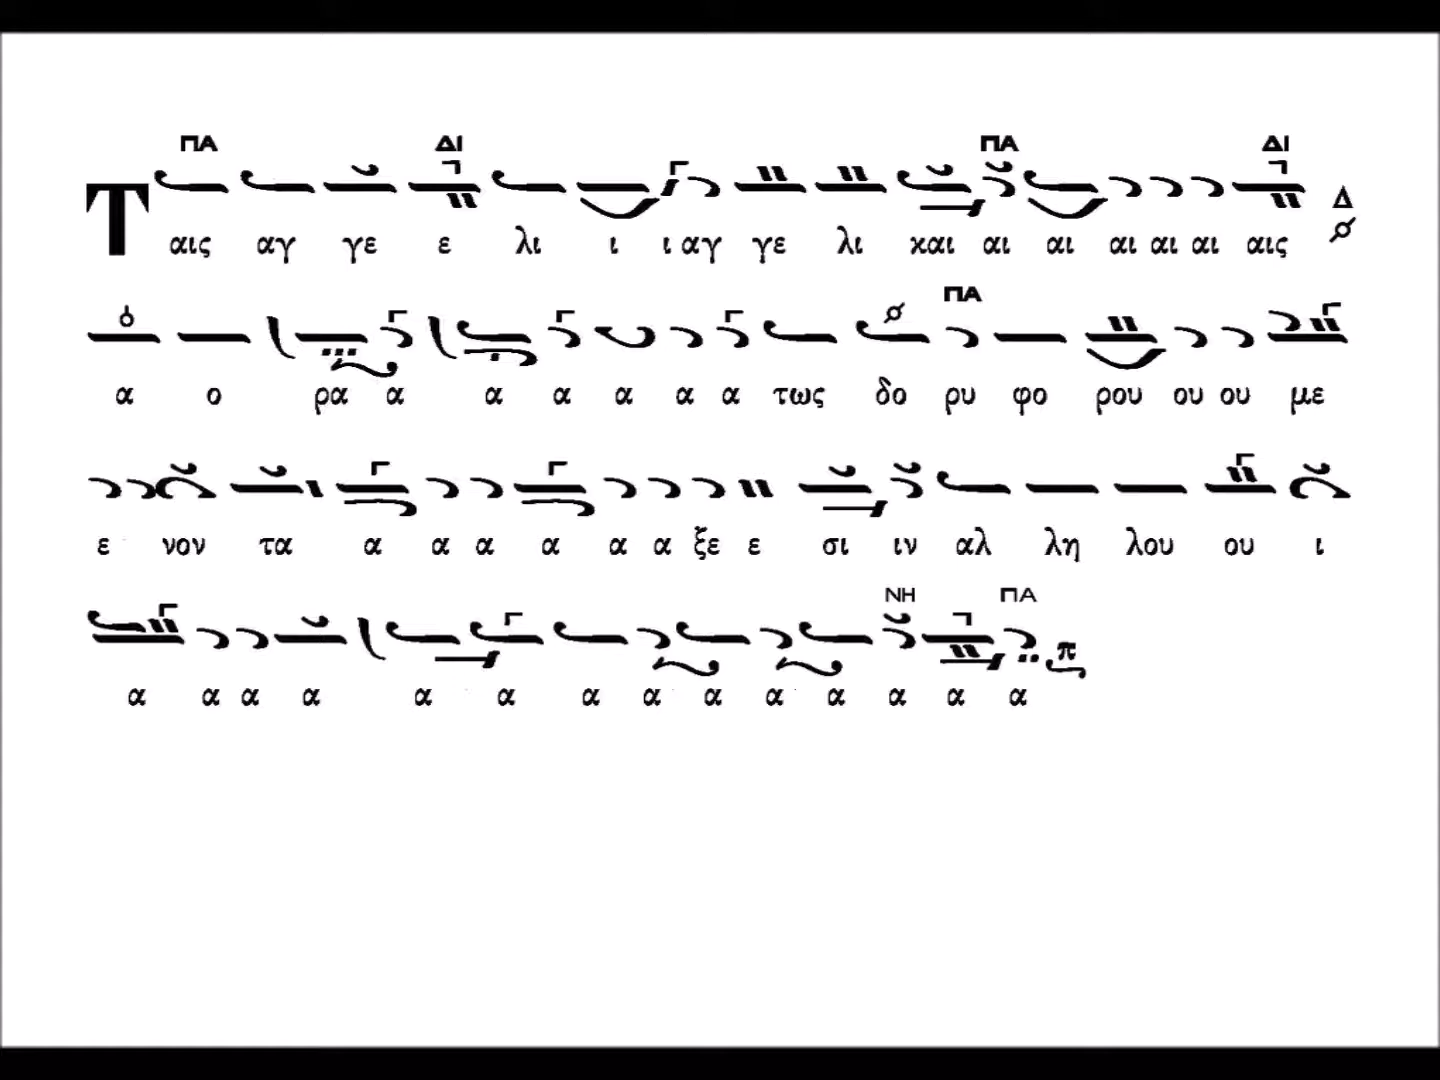 ΠΑ ΔΙ ΠΑ ΔΙ
Τ αις αγ γε ε λι ι ι αγ γε λι και αι αι αι αι αι αις Δ
ΠΑ
α ο ρα α α α α α α τως δο ρυ φο ρου ου ου με
ε νον τα α α α α α α ξε ε σι ιν αλ λη λου ου ι
ΝΗ ΠΑ
α α α α α α α α α α α α α α π